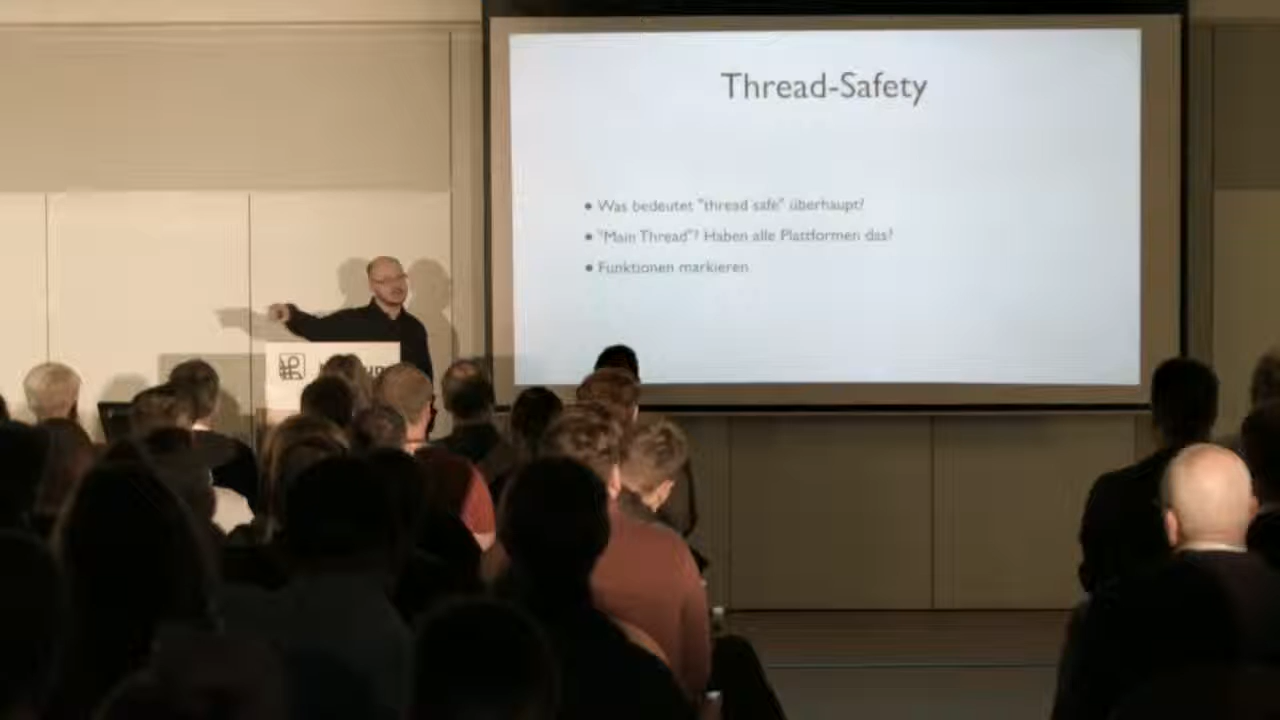 Thread-Safety
• Was bedeutet "thread safe" überhaupt?
• "Main Thread"? Haben alle Plattformen das?
• Funktionen markieren